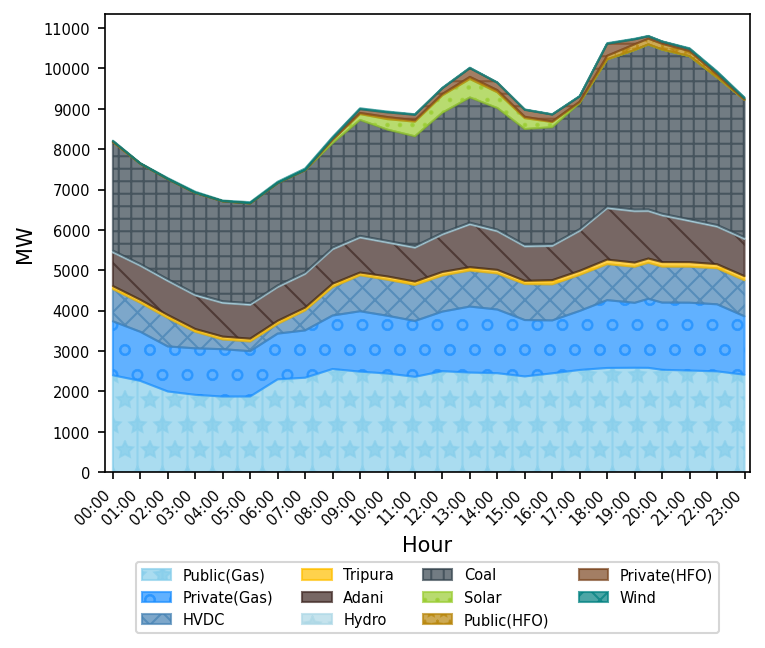 11000
10000
9000
8000
7000
6000
5000
4000
3000
2000
1000
0
MW
00:00 01:00 02:00 03:00 04:00 05:00 06:00 07:00 08:00 09:00 10:00 11:00 12:00 13:00 14:00 15:00 16:00 17:00 18:00 19:00 20:00 21:00 22:00 23:00
Hour
Public(Gas) Tripura Coal Private(HFO)
Private(Gas) Adani Solar Wind
HVDC Hydro Public(HFO)